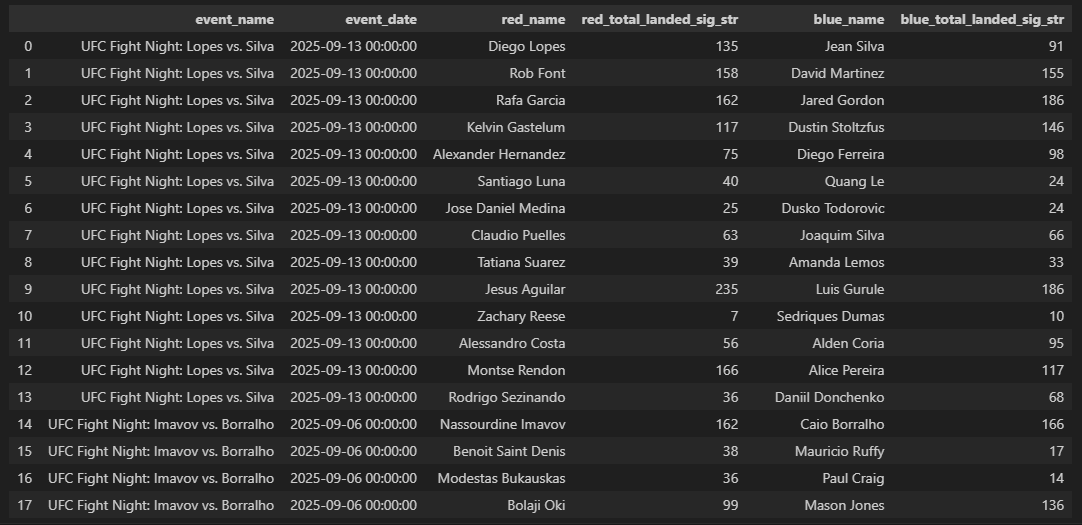 event_name event_date red_name red_total_landed_sig_str blue_name blue_total_landed_sig_str
0 UFC Fight Night: Lopes vs. Silva 2025-09-13 00:00:00 Diego Lopes 135 Jean Silva 91
1 UFC Fight Night: Lopes vs. Silva 2025-09-13 00:00:00 Rob Font 158 David Martinez 155
2 UFC Fight Night: Lopes vs. Silva 2025-09-13 00:00:00 Rafa Garcia 162 Jared Gordon 186
3 UFC Fight Night: Lopes vs. Silva 2025-09-13 00:00:00 Kelvin Gastelum 117 Dustin Stoltzfus 146
4 UFC Fight Night: Lopes vs. Silva 2025-09-13 00:00:00 Alexander Hernandez 75 Diego Ferreira 98
5 UFC Fight Night: Lopes vs. Silva 2025-09-13 00:00:00 Santiago Luna 40 Quang Le 24
6 UFC Fight Night: Lopes vs. Silva 2025-09-13 00:00:00 Jose Daniel Medina 25 Dusko Todorovic 24
7 UFC Fight Night: Lopes vs. Silva 2025-09-13 00:00:00 Claudio Puelles 63 Joaquim Silva 66
8 UFC Fight Night: Lopes vs. Silva 2025-09-13 00:00:00 Tatiana Suarez 39 Amanda Lemos 33
9 UFC Fight Night: Lopes vs. Silva 2025-09-13 00:00:00 Jesus Aguilar 235 Luis Gurule 186
10 UFC Fight Night: Lopes vs. Silva 2025-09-13 00:00:00 Zachary Reese 7 Sedriques Dumas 10
11 UFC Fight Night: Lopes vs. Silva 2025-09-13 00:00:00 Alessandro Costa 56 Alden Coria 95
12 UFC Fight Night: Lopes vs. Silva 2025-09-13 00:00:00 Montse Rendon 166 Alice Pereira 117
13 UFC Fight Night: Lopes vs. Silva 2025-09-13 00:00:00 Rodrigo Sezinando 36 Daniil Donchenko 68
14 UFC Fight Night: Imavov vs. Borralho 2025-09-06 00:00:00 Nassourdine Imavov 162 Caio Borralho 166
15 UFC Fight Night: Imavov vs. Borralho 2025-09-06 00:00:00 Benoit Saint Denis 38 Mauricio Ruffy 17
16 UFC Fight Night: Imavov vs. Borralho 2025-09-06 00:00:00 Modestas Bukauskas 36 Paul Craig 14
17 UFC Fight Night: Imavov vs. Borralho 2025-09-06 00:00:00 Bolaji Oki 99 Mason Jones 136